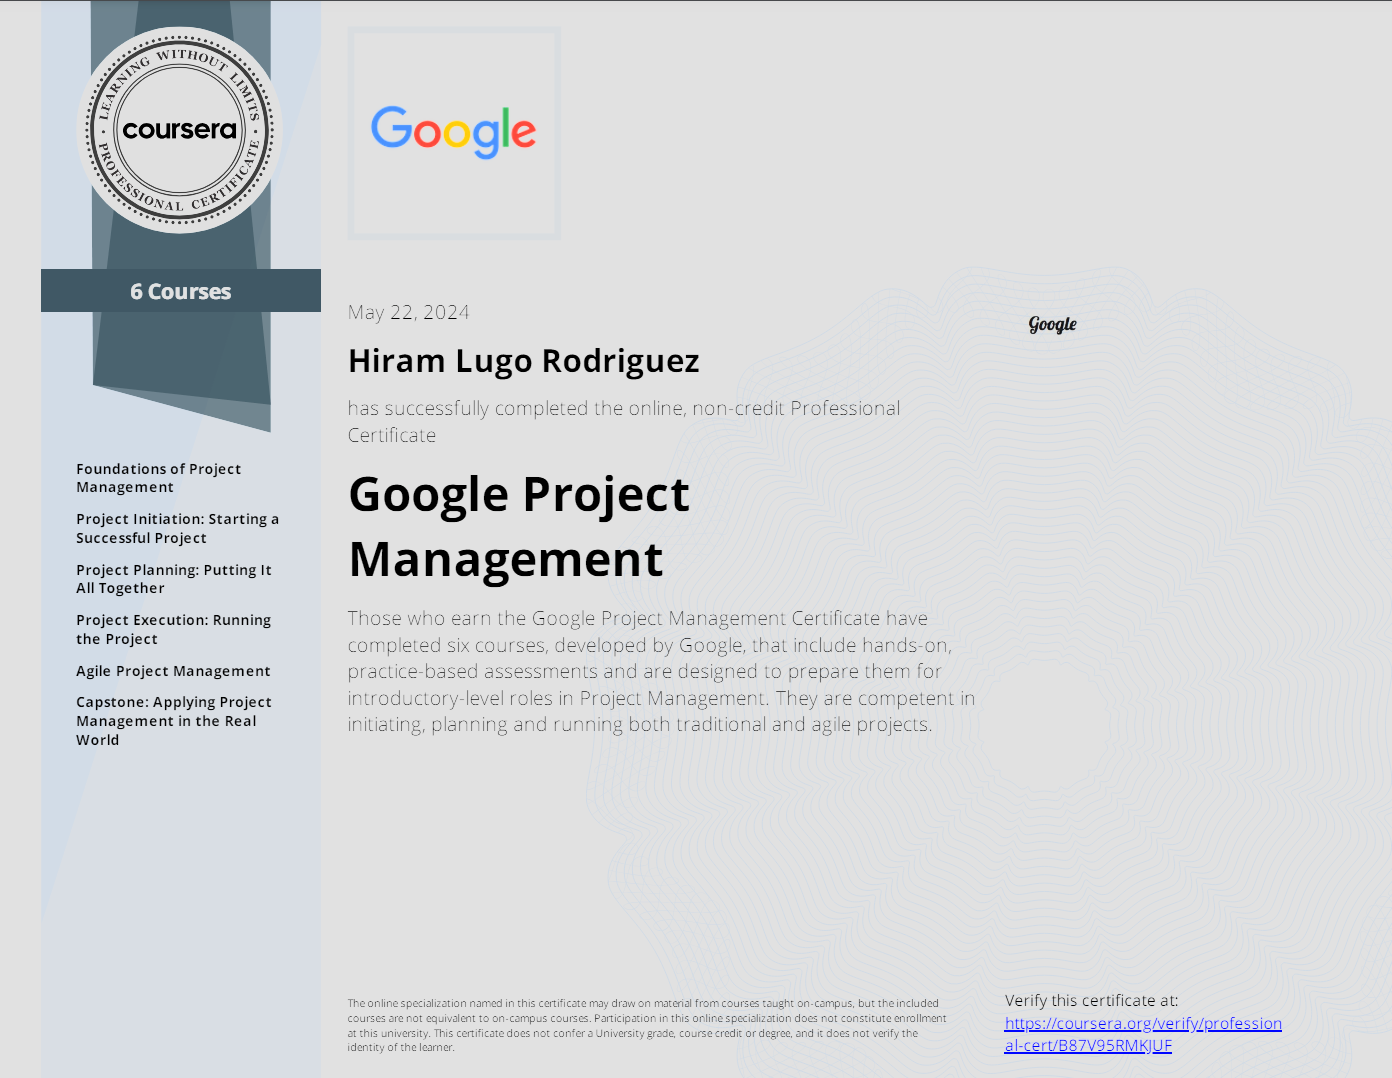 LEARNING WITHOUT LIMITS
coursera
PROFESSIONAL CERTIFICATE
6 Courses
Foundations of Project
Management
Project Initiation: Starting a
Successful Project
Project Planning: Putting It
All Together
Project Execution: Running
the Project
Agile Project Management
Capstone: Applying Project
Management in the Real
World
Google
May 22, 2024
Google
Hiram Lugo Rodriguez
has successfully completed the online, non-credit Professional
Certificate
Google Project
Management
Those who earn the Google Project Management Certificate have
completed six courses, developed by Google, that include hands-on,
practice-based assessments and are designed to prepare them for
introductory-level roles in Project Management. They are competent in
initiating, planning and running both traditional and agile projects.
The online specialization named in this certificate may draw on material from courses taught on-campus, but the included
courses are not equivalent to on-campus courses. Participation in this online specialization does not constitute enrollment
at this university. This certificate does not confer a University grade, course credit or degree, and it does not verify the
identity of the learner.
Verify this certificate at:
https://coursera.org/verify/profession
al-cert/B87V95RMKJUF